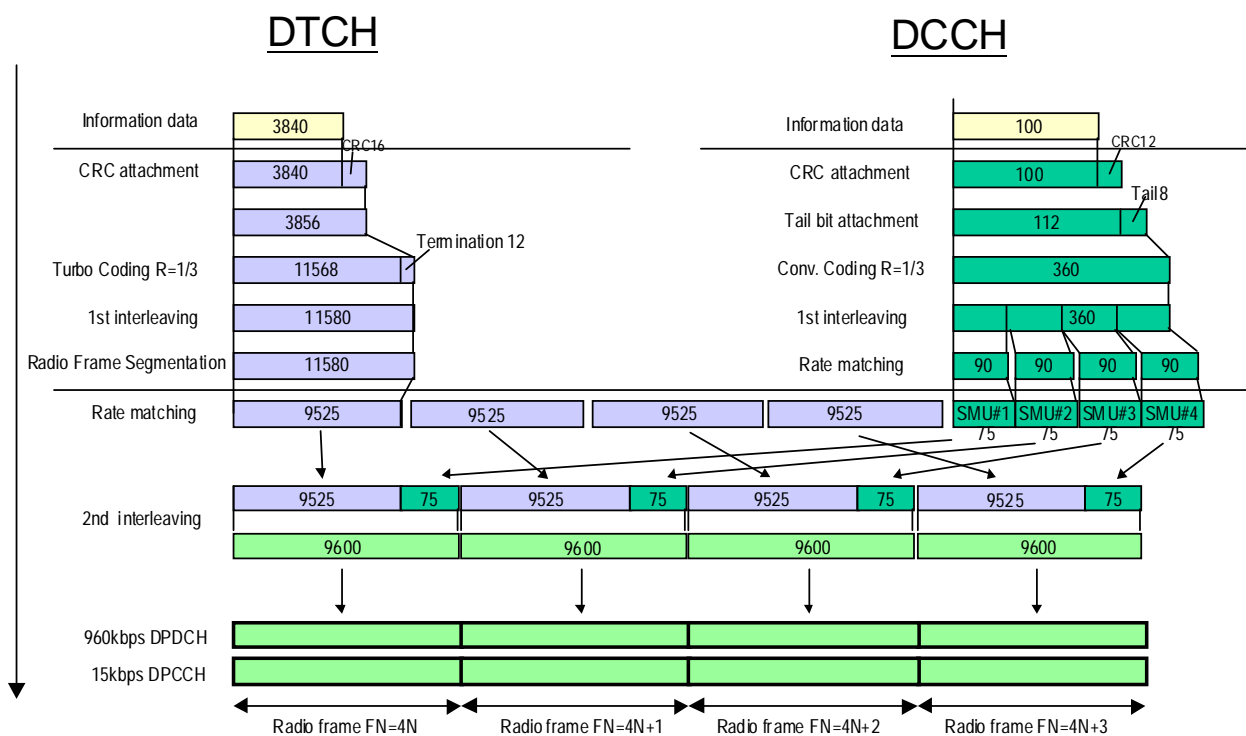 DTCH
DCCH
Information data
3840
Information data
100
CRC16
CRC12
CRC attachment
3840
CRC attachment
100
Tail8
3856
Tail bit attachment
112
Termination 12
Turbo Coding R=1/3
11568
Conv. Coding R=1/3
360
1st interleaving
11580
1st interleaving
360
Radio Frame Segmentation
11580
Rate matching
90
90
90
90
Rate matching
9525
9525
9525
9525
SMU#1
SMU#2
SMU#3
SMU#4
75
75
75
75
2nd interleaving
9525
75
9525
75
9525
75
9525
75
9600
9600
9600
9600
960kbps DPDCH
15kbps DPCCH
Radio frame FN=4N
Radio frame FN=4N+1
Radio frame FN=4N+2
Radio frame FN=4N+3